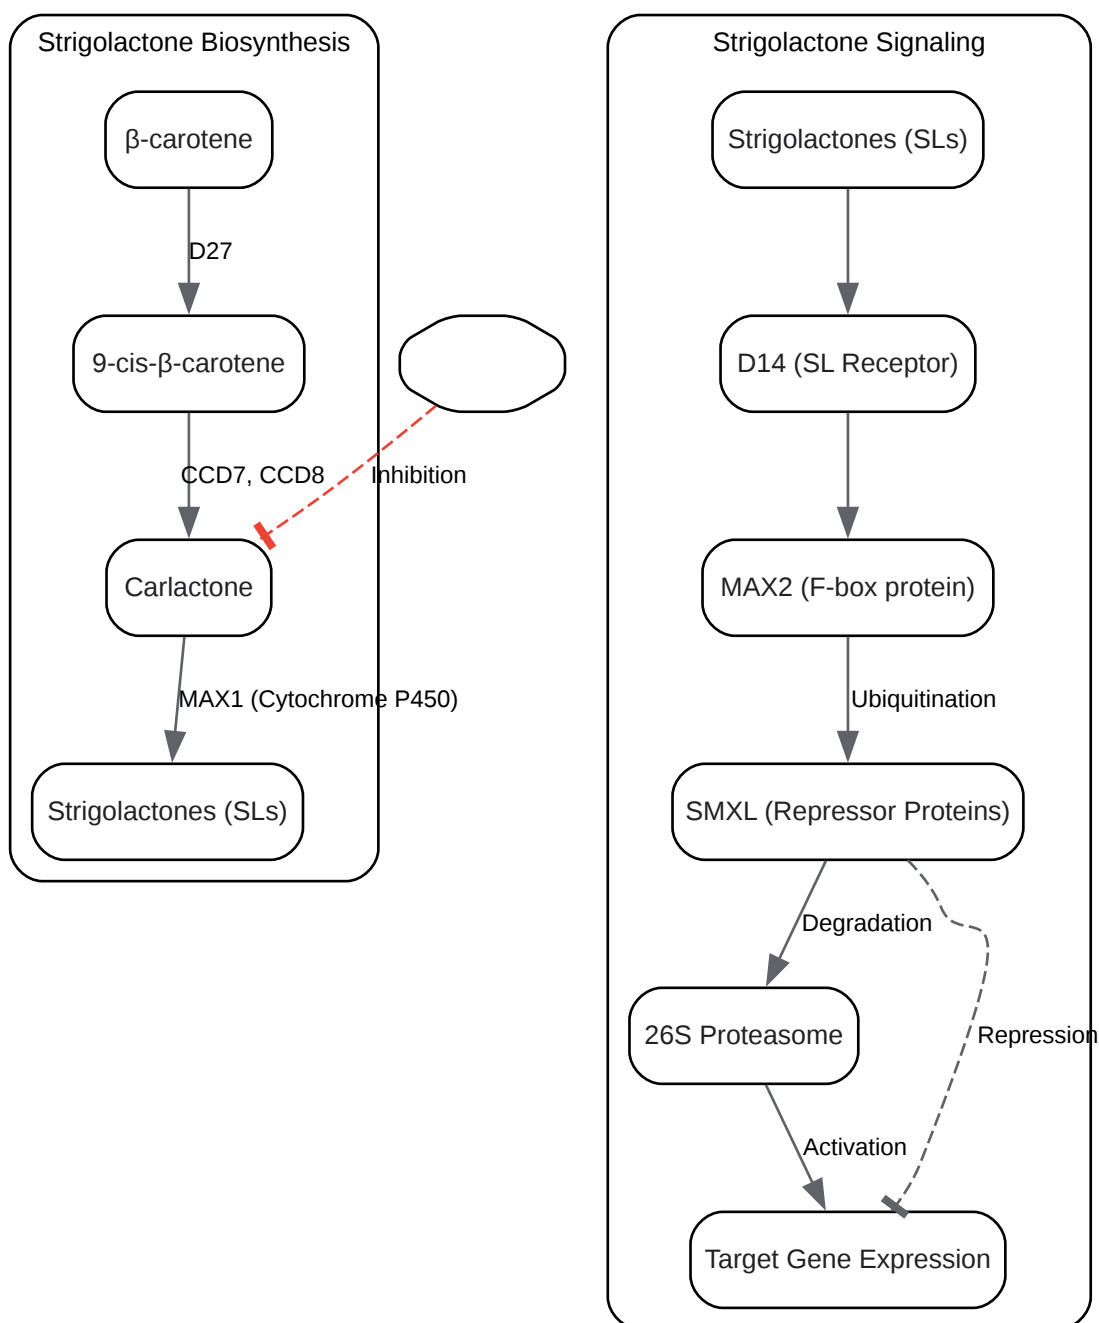 Strigolactone Biosynthesis
β-carotene
D27
9-cis-β-carotene
CCD7, CCD8
Inhibition
Carlactone
MAX1 (Cytochrome P450)
Strigolactones (SLs)
Strigolactone Signaling
Strigolactones (SLs)
D14 (SL Receptor)
MAX2 (F-box protein)
Ubiquitination
SMXL (Repressor Proteins)
Degradation
26S Proteasome
Repression
Activation
Target Gene Expression